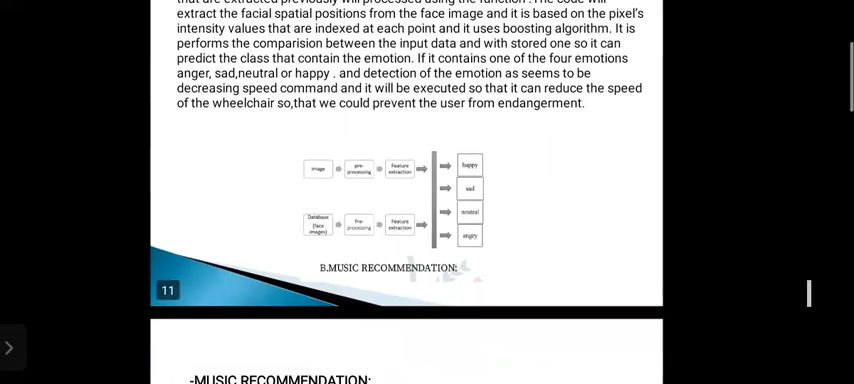 that are extracted previously will processed using the function .The code will
extract the facial spatial positions from the face image and it is based on the pixel's
intensity values that are indexed at each point and it uses boosting algorithm. It is
performs the comparision between the input data and with stored one so it can
predict the class that contain the emotion. If it contains one of the four emotions
anger, sad,neutral or happy . and detection of the emotion as seems to be
decreasing speed command and it will be executed so that it can reduce the speed
of the wheelchair so,that we could prevent the user from endangerment.
image
pre-
processing
Feature
extraction
happy
sad
neutral
angry
Database
(face
images)
Pre-
processing
Feature
extraction
B.MUSIC RECOMMENDATION:
11
-MUSIC RECOMMENDATION: